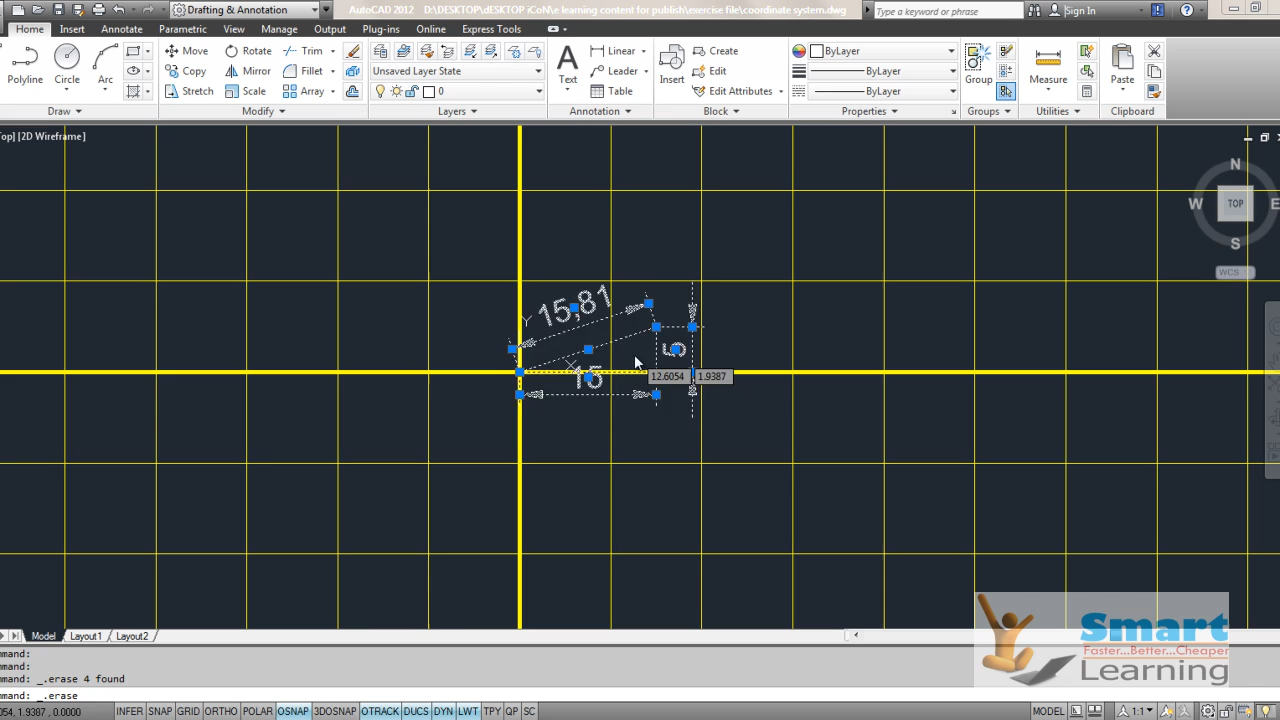 Drafting & Annotation
AutoCAD 2012 D:\DESKTOP\dESKTOP iCoN\e learning content for publish\exercise file\coordinate system.dwg
Type a keyword or phrase
Sign In
Home Insert Annotate Parametric View Manage Output Plug-ins Online Express Tools
Polyline
Circle
Arc
Move
Copy
Stretch
Rotate
Mirror
Scale
Trim
Fillet
Array
Unsaved Layer State
0
Text
Linear
Leader
Table
Insert
Create
Edit
Edit Attributes
ByLayer
ByLayer
ByLayer
Group
Measure
Paste
Draw Modify Layers Annotation Block Properties Groups Utilities Clipboard
Top] [2D Wireframe]
N
W
TOP
E
S
WCS
15,81
Y
5
X
15
12.6054 1.9387
Smart
Faster...Better...Cheaper
Learning
Model Layout1 Layout2
mmand:
mmand:
mmand: _.erase 4 found
mmand: _.erase
054, 1.9387, 0.0000
INFER SNAP GRID ORTHO POLAR OSNAP 3DOSNAP OTRACK DUCS DYN LWT TPY QP SC
MODEL
1:1